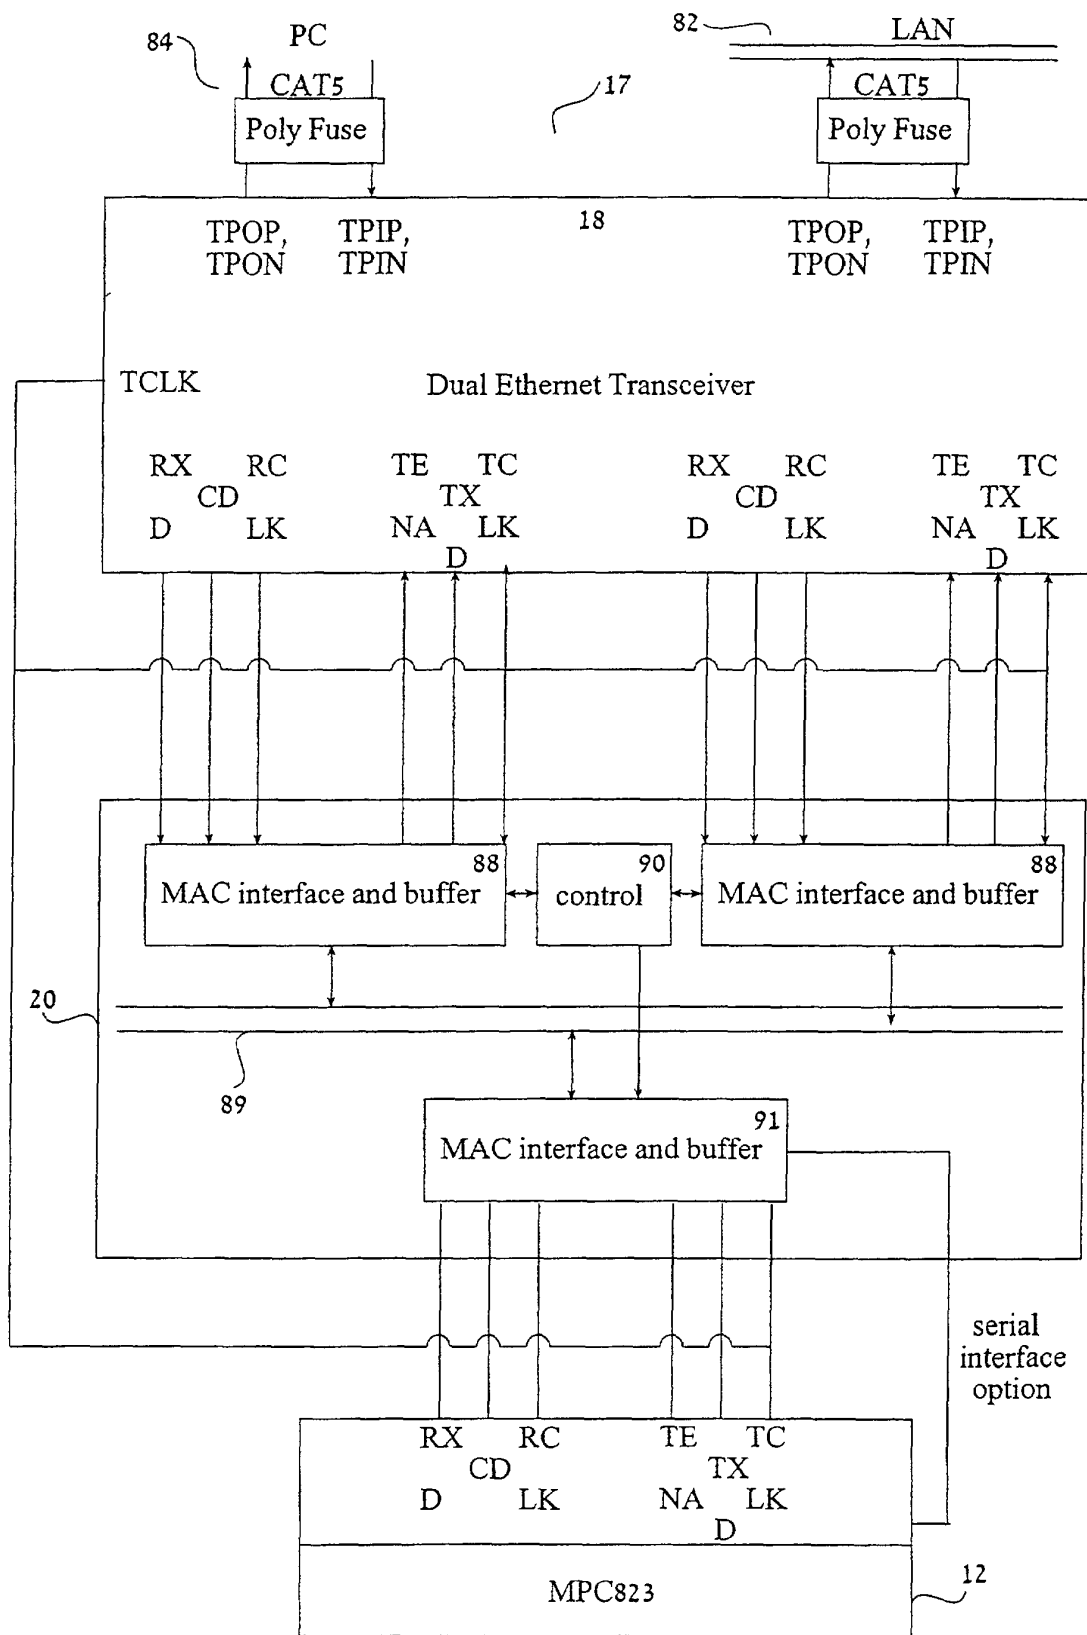 84
PC
82
LAN
CAT5
17
CAT5
Poly Fuse
Poly Fuse
18
TPOP,
TPON
TPIP,
TPIN
TPOP,
TPON
TPIP,
TPIN
TCLK
Dual Ethernet Transceiver
RX RC TE TC RX RC TE TC
CD TX CD TX
D LK NA LK D LK NA LK
D D
88
MAC interface and buffer
90
control
88
MAC interface and buffer
20
89
91
MAC interface and buffer
serial
interface
option
RX RC TE TC
CD TX
D LK NA LK
D
MPC823
12